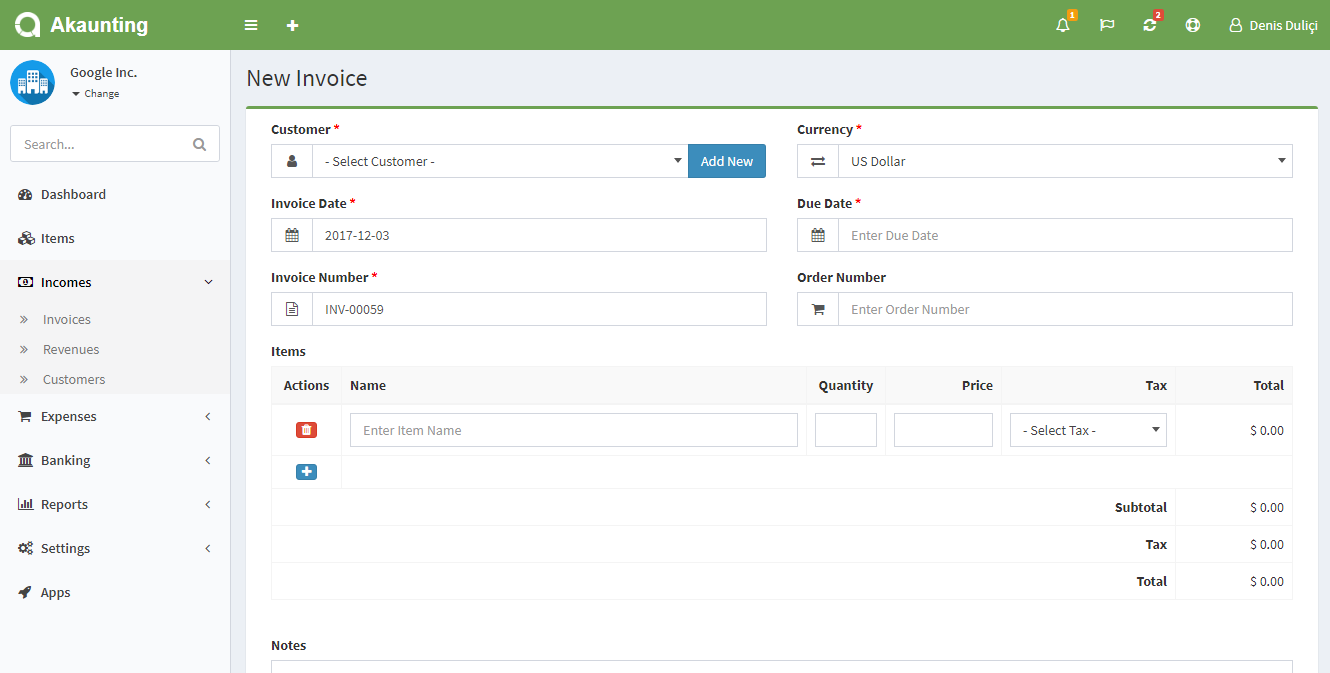 Akaunting
1
2
Denis Duliçi
Google Inc.
Change
Search...
Dashboard
Items
Incomes
Invoices
Revenues
Customers
Expenses
Banking
Reports
Settings
Apps
New Invoice
Customer *
Currency *
- Select Customer -
Add New
US Dollar
Invoice Date *
Due Date *
2017-12-03
Enter Due Date
Invoice Number *
Order Number
INV-00059
Enter Order Number
Items
Actions Name Quantity Price Tax Total
Enter Item Name - Select Tax - $ 0.00
Subtotal $ 0.00
Tax $ 0.00
Total $ 0.00
Notes